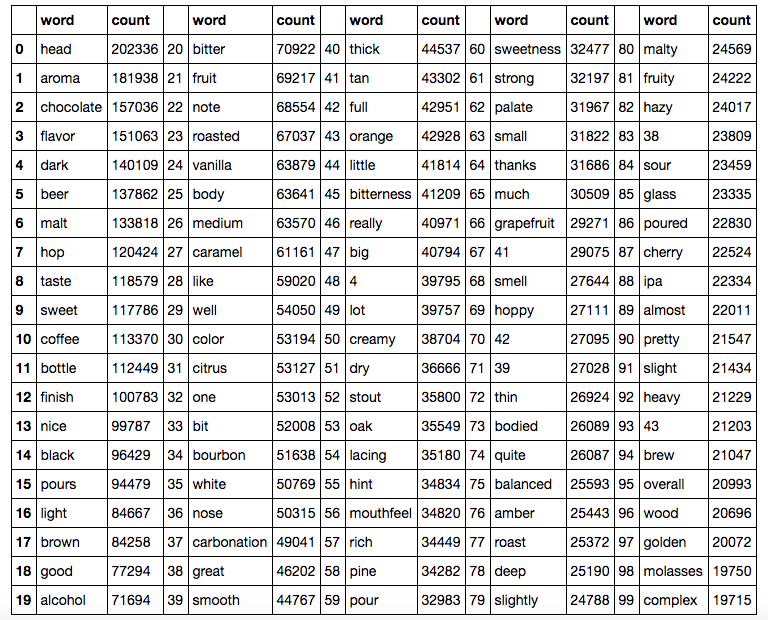 word count word count word count word count word count
0 head 202336 20 bitter 70922 40 thick 44537 60 sweetness 32477 80 malty 24569
1 aroma 181938 21 fruit 69217 41 tan 43302 61 strong 32197 81 fruity 24222
2 chocolate 157036 22 note 68554 42 full 42951 62 palate 31967 82 hazy 24017
3 flavor 151063 23 roasted 67037 43 orange 42928 63 small 31822 83 38 23809
4 dark 140109 24 vanilla 63879 44 little 41814 64 thanks 31686 84 sour 23459
5 beer 137862 25 body 63641 45 bitterness 41209 65 much 30509 85 glass 23335
6 malt 133818 26 medium 63570 46 really 40971 66 grapefruit 29271 86 poured 22830
7 hop 120424 27 caramel 61161 47 big 40794 67 41 29075 87 cherry 22524
8 taste 118579 28 like 59020 48 4 39795 68 smell 27644 88 ipa 22334
9 sweet 117786 29 well 54050 49 lot 39757 69 hoppy 27111 89 almost 22011
10 coffee 113370 30 color 53194 50 creamy 38704 70 42 27095 90 pretty 21547
11 bottle 112449 31 citrus 53127 51 dry 36666 71 39 27028 91 slight 21434
12 finish 100783 32 one 53013 52 stout 35800 72 thin 26924 92 heavy 21229
13 nice 99787 33 bit 52008 53 oak 35549 73 bodied 26089 93 43 21203
14 black 96429 34 bourbon 51638 54 lacing 35180 74 quite 26087 94 brew 21047
15 pours 94479 35 white 50769 55 hint 34834 75 balanced 25593 95 overall 20993
16 light 84667 36 nose 50315 56 mouthfeel 34820 76 amber 25443 96 wood 20696
17 brown 84258 37 carbonation 49041 57 rich 34449 77 roast 25372 97 golden 20072
18 good 77294 38 great 46202 58 pine 34282 78 deep 25190 98 molasses 19750
19 alcohol 71694 39 smooth 44767 59 pour 32983 79 slightly 24788 99 complex 19715